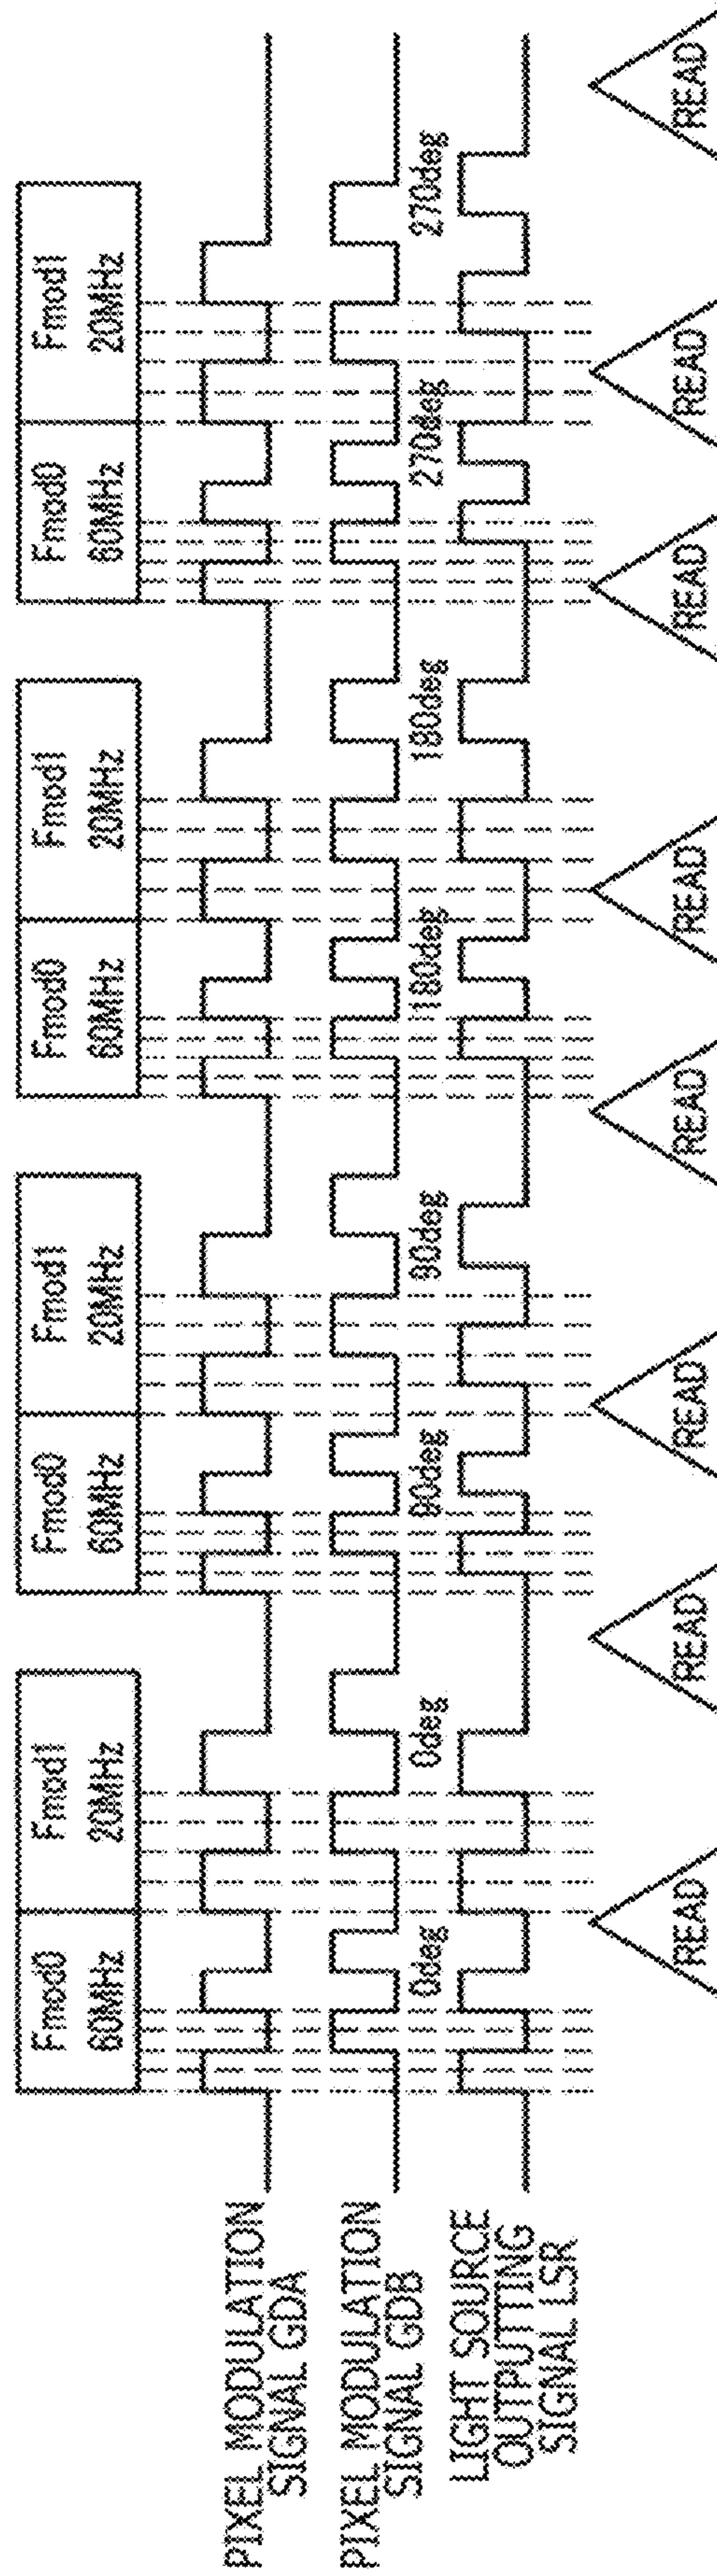 Fmod0
60MHz
Fmod1
20MHz
Fmod0
60MHz
Fmod1
20MHz
Fmod0
60MHz
Fmod1
20MHz
Fmod0
60MHz
Fmod1
20MHz
PIXEL MODULATION
SIGNAL GDA
PIXEL MODULATION
SIGNAL GDB
0deg
0deg
90deg
90deg
180deg
180deg
270deg
270deg
LIGHT SOURCE
OUTPUTTING
SIGNAL LSR
READ
READ
READ
READ
READ
READ
READ
READ